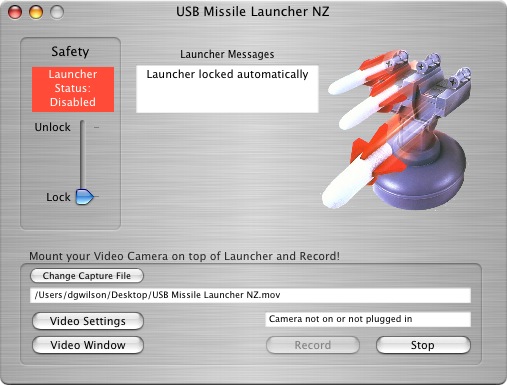 USB Missile Launcher NZ
Safety
Launcher
Status:
Disabled
Unlock
Lock
Launcher Messages
Launcher locked automatically
Mount your Video Camera on top of Launcher and Record!
Change Capture File
/Users/dgwilson/Desktop/USB Missile Launcher NZ.mov
Video Settings
Camera not on or not plugged in
Video Window
Record
Stop